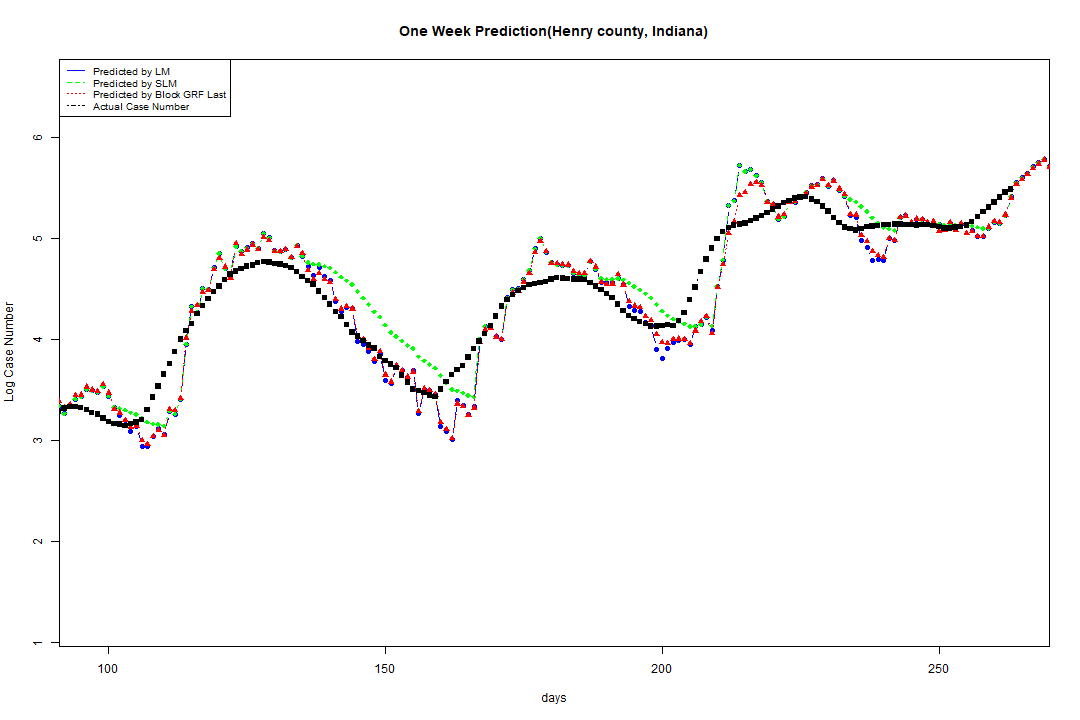 One Week Prediction(Henry county, Indiana)
Predicted by LM
Predicted by SLM
Predicted by Block GRF Last
Actual Case Number
6
5
4
3
2
1
Log Case Number
100 150 200 250
days